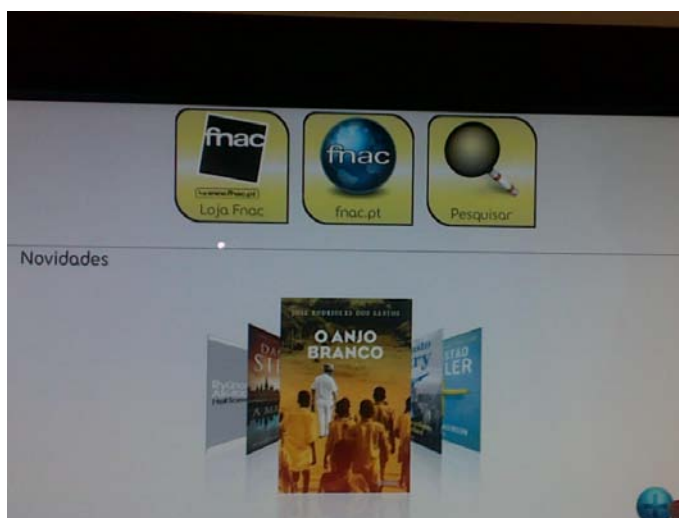 fnac
www.fnac.pt
Loja Fnac
fnac
fnac.pt
Pesquisar
Novidades
JOSÉ RODRIGUES DOS SANTOS
O ANJO
BRANCO